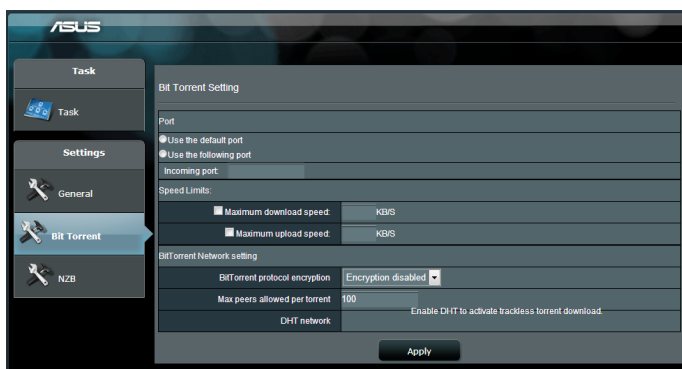 ASUS
Task
Task
Settings
General
Bit Torrent
NZB
Bit Torrent Setting
Port
Use the default port
Use the following port
Incoming port:
Speed Limits:
Maximum download speed: KB/S
Maximum upload speed: KB/S
BitTorrent Network setting
BitTorrent protocol encryption Encryption disabled
Max peers allowed per torrent 100
DHT network Enable DHT to activate trackless torrent download.
Apply